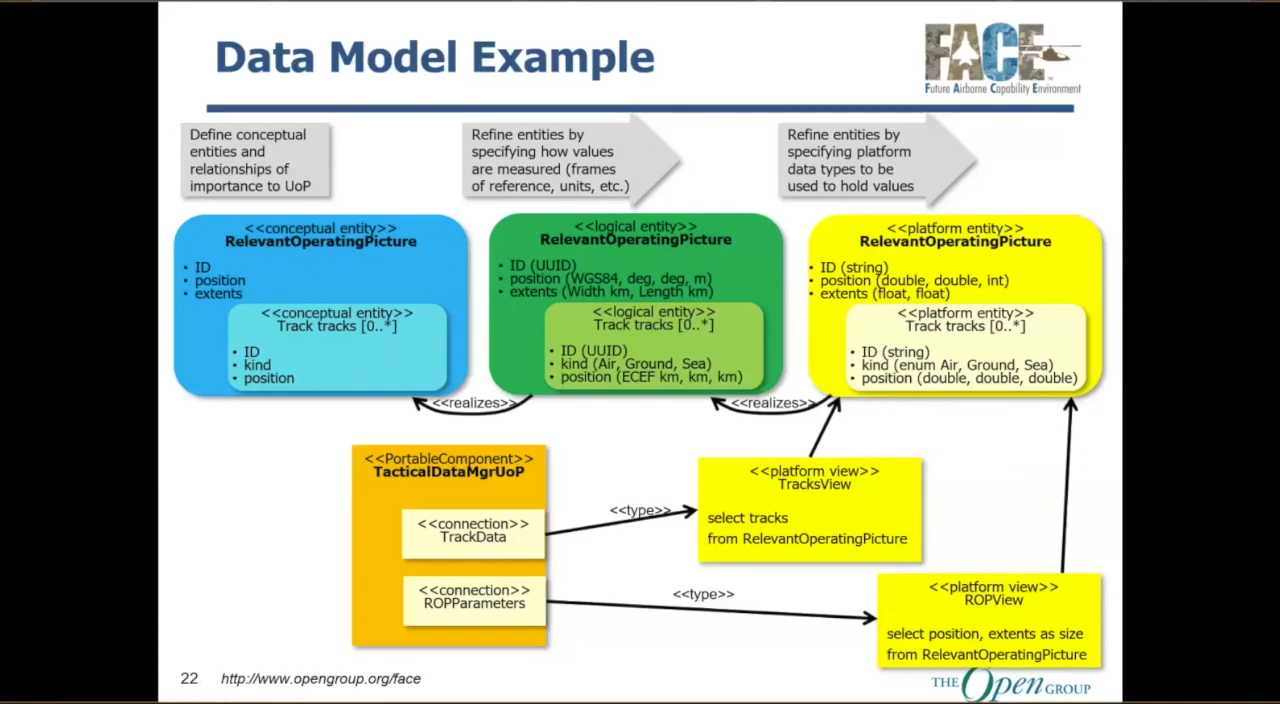 Data Model Example
FACE
Future Airborne Capability Environment
Define conceptual
entities and
relationships of
importance to UoP
Refine entities by
specifying how values
are measured (frames
of reference, units, etc.)
Refine entities by
specifying platform
data types to be
used to hold values
<<conceptual entity>>
RelevantOperatingPicture
• ID
• position
• extents
<<conceptual entity>>
Track tracks [0..*]
• ID
• kind
• position
<<logical entity>>
RelevantOperatingPicture
• ID (UUID)
• position (WGS84, deg, deg, m)
• extents (Width km, Length km)
<<logical entity>>
Track tracks [0..*]
• ID (UUID)
• kind (Air, Ground, Sea)
• position (ECEF km, km, km)
<<platform entity>>
RelevantOperatingPicture
• ID (string)
• position (double, double, int)
• extents (float, float)
<<platform entity>>
Track tracks [0..*]
• ID (string)
• kind (enum Air, Ground, Sea)
• position (double, double, double)
<<realizes>>
<<realizes>>
<<PortableComponent>>
TacticalDataMgrUoP
<<connection>>
TrackData
<<connection>>
ROPParameters
<<type>>
<<type>>
<<platform view>>
TracksView
select tracks
from RelevantOperatingPicture
<<platform view>>
ROPView
select position, extents as size
from RelevantOperatingPicture
22 http://www.opengroup.org/face
THE Open GROUP